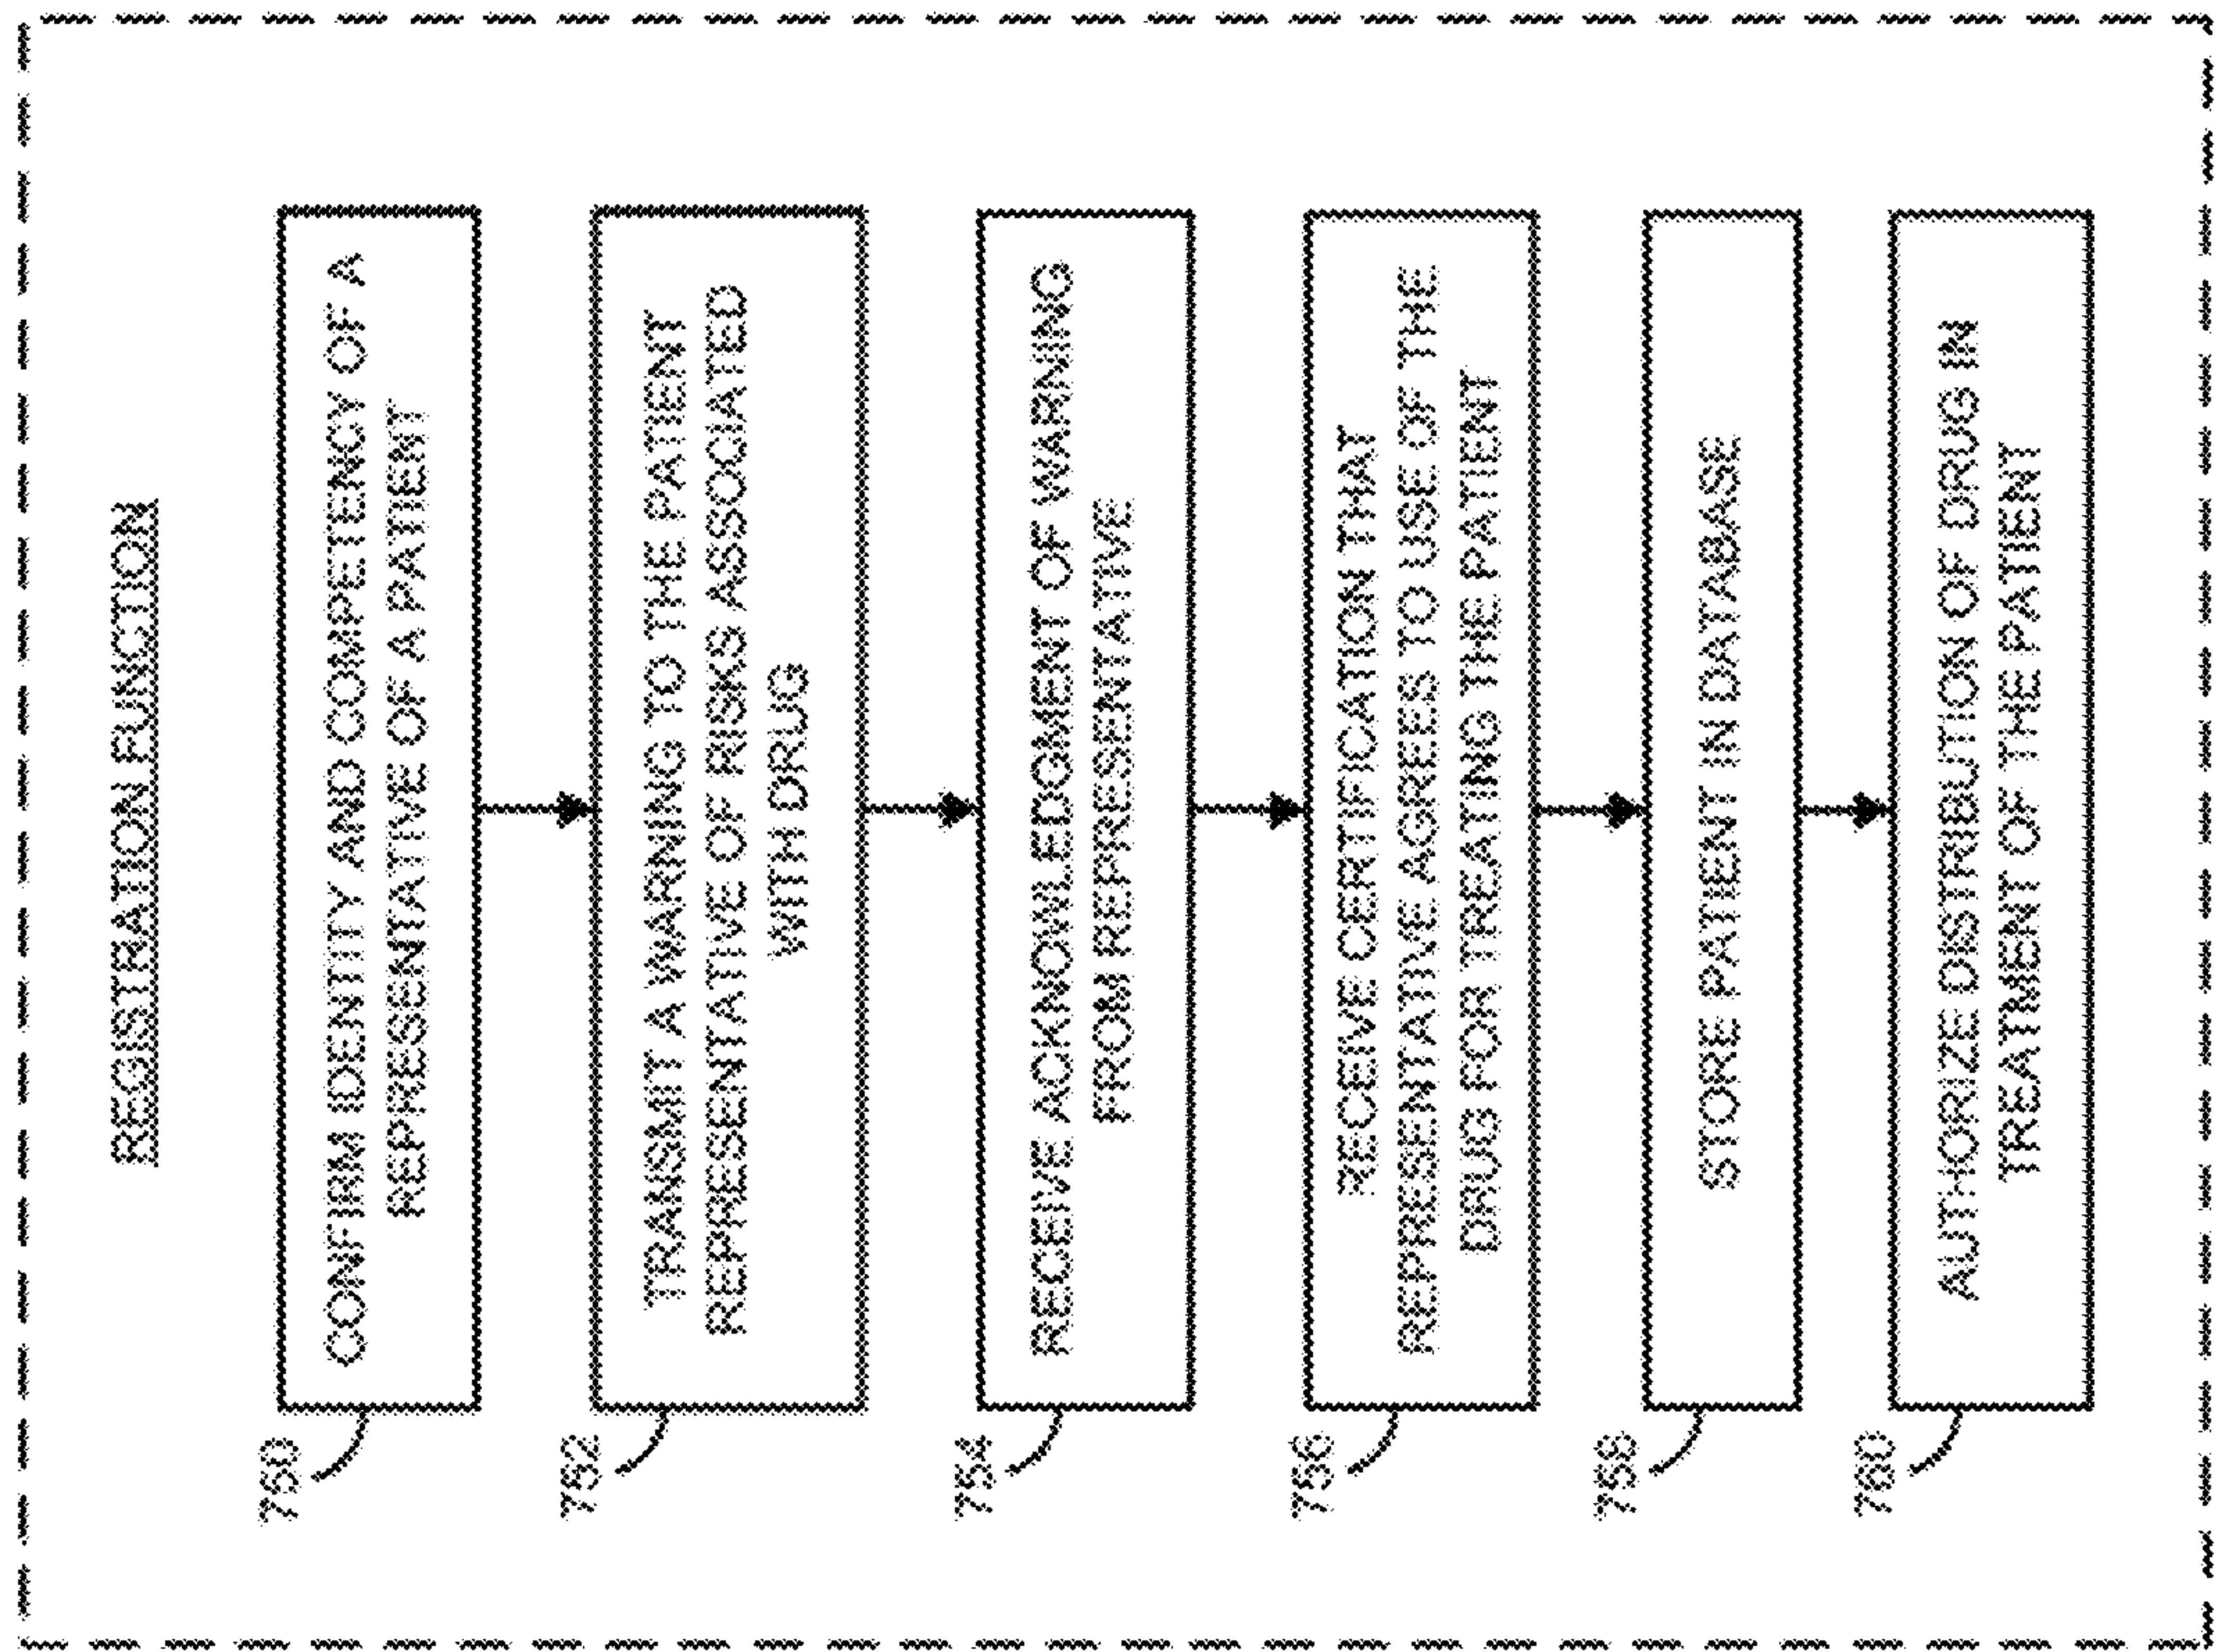 REGISTRATION FUNCTION
750
CONFIRM IDENTITY AND COMPETENCY OF A
REPRESENTATIVE OF A PATIENT
752
TRANSMIT A WARNING TO THE PATIENT
REPRESENTATIVE OF RISKS ASSOCIATED
WITH DRUG
754
RECEIVE ACKNOWLEDGMENT OF WARNING
FROM REPRESENTATIVE
756
RECEIVE CERTIFICATION THAT
REPRESENTATIVE AGREES TO USE OF THE
DRUG FOR TREATING THE PATIENT
758
STORE PATIENT IN DATABASE
760
AUTHORIZE DISTRIBUTION OF DRUG IN
TREATMENT OF THE PATIENT